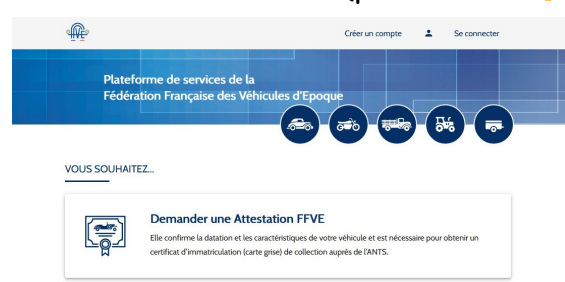 FFVE
Créer un compte Se connecter
Plateforme de services de la
Fédération Française des Véhicules d'Epoque
VOUS SOUHAITEZ...
Demander une Attestation FFVE
Elle confirme la datation et les caractéristiques de votre véhicule et est nécessaire pour obtenir un
certificat d'immatriculation (carte grise) de collection auprès de l'ANTS.